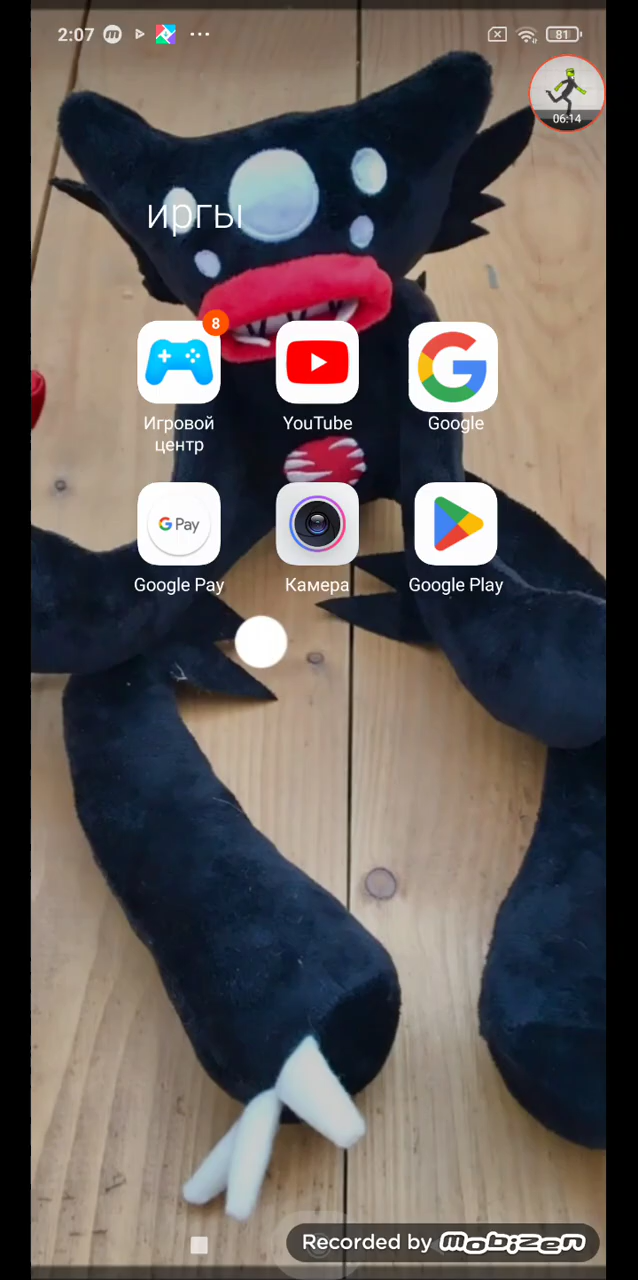 2:07
81
06:14
иргы
8
Игровой
центр
YouTube
Google
G Pay
Google Pay
Камера
Google Play
Recorded by mobizen